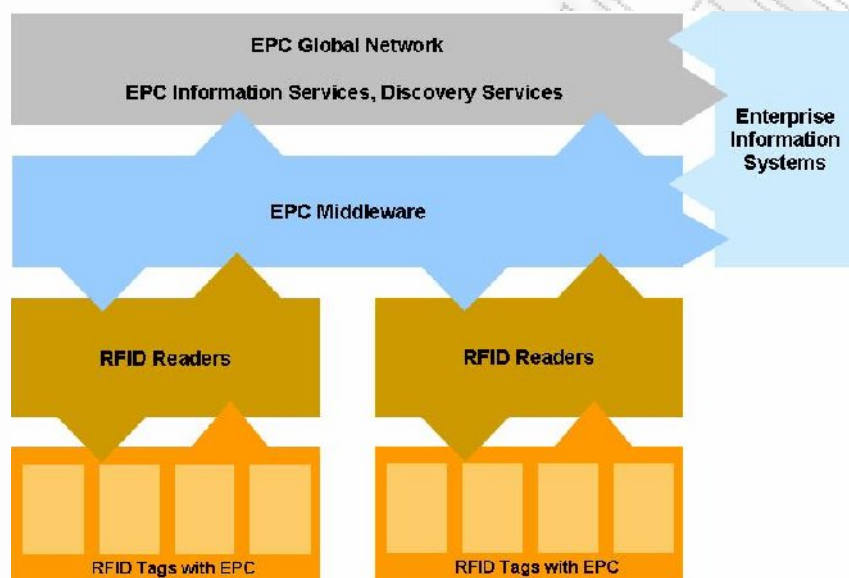 EPC Global Network
EPC Information Services, Discovery Services
Enterprise
Information
Systems
EPC Middleware
RFID Readers
RFID Readers
RFID Tags with EPC
RFID Tags with EPC